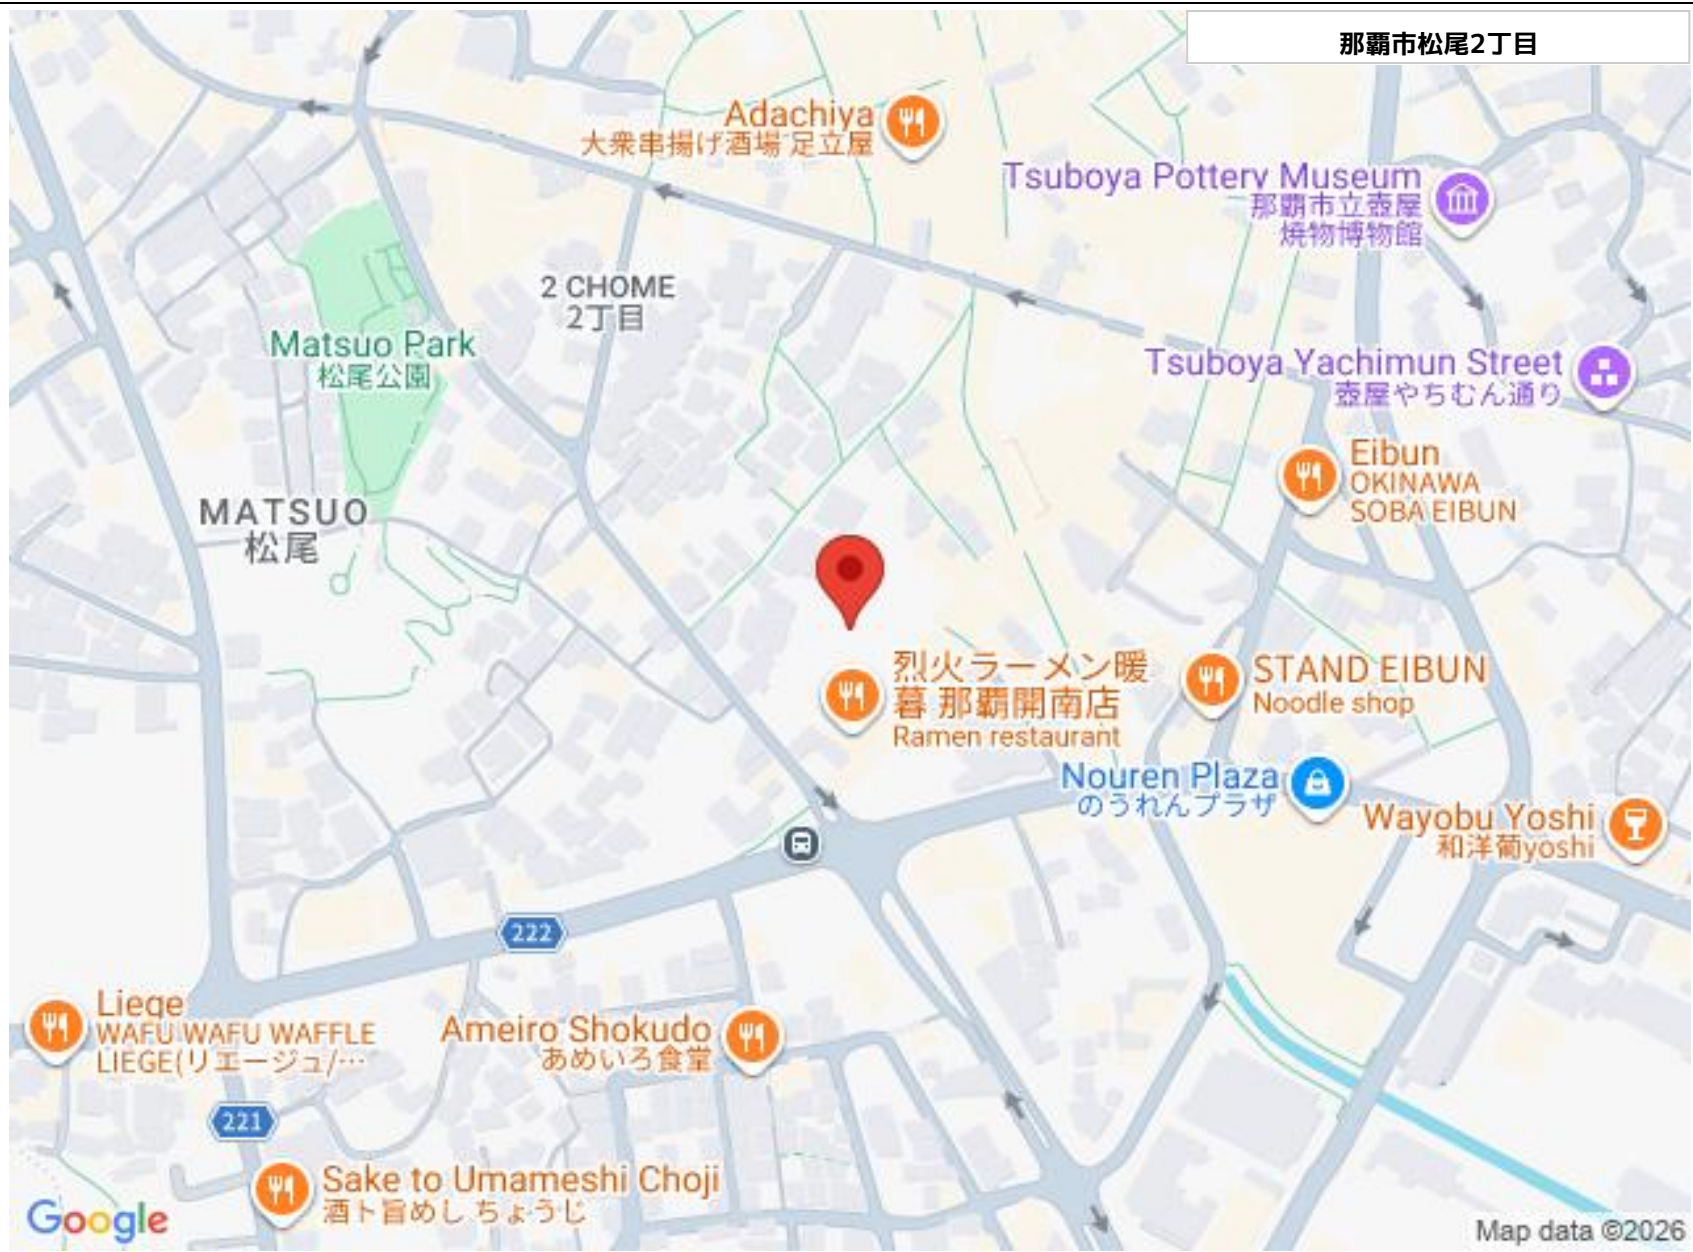 那覇市松尾2丁目
Adachiya
大衆串揚げ酒場 足立屋
Tsuboya Pottery Museum
那覇市立壺屋
焼物博物館
2 CHOME
2丁目
Matsuo Park
松尾公園
Tsuboya Yachimun Street
壺屋やちむん通り
Eibun
OKINAWA
SOBA EIBUN
MATSUO
松尾
烈火ラーメン暖
暮 那覇開南店
Ramen restaurant
STAND EIBUN
Noodle shop
Nouren Plaza
のうれんプラザ
Wayobu Yoshi
和洋葡yoshi
222
Liege
WAFU WAFU WAFFLE
LIEGE(リエージュ/…
Ameiro Shokudo
あめいろ食堂
221
Sake to Umameshi Choji
酒ト旨めし ちょうじ
Google
Map data ©2026